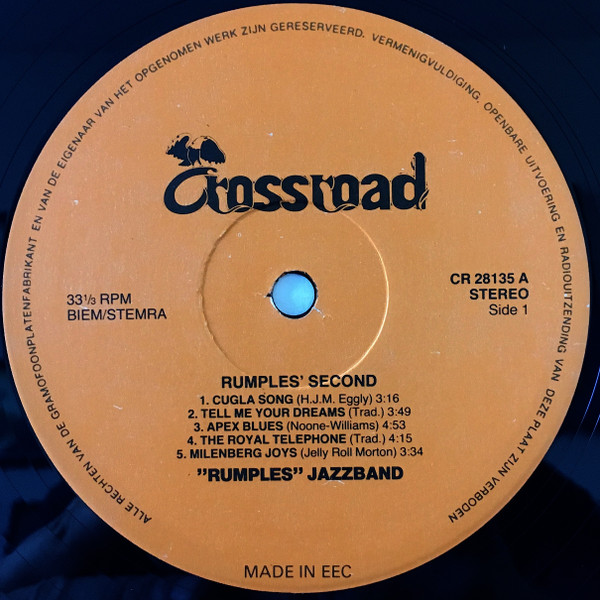 ALLE RECHTEN VAN DE GRAMOFOONPLATENFABRIKANT EN VAN DE EIGENAAR VAN HET OPGENOMEN WERK ZIJN GERESERVEERD. VERMENIGVULDIGING, OPENBARE UITVOERING EN RADIOUITZENDING VAN DEZE PLAAT ZIJN VERBODEN
Crossroad
33⅓ RPM
BIEM/STEMRA
CR 28135 A
STEREO
Side 1
RUMPLES' SECOND
1. CUGLA SONG (H.J.M. Eggly) 3:16
2. TELL ME YOUR DREAMS (Trad.) 3:49
3. APEX BLUES (Noone-Williams) 4:53
4. THE ROYAL TELEPHONE (Trad.) 4:15
5. MILENBERG JOYS (Jelly Roll Morton) 3:34
”RUMPLES” JAZZBAND
MADE IN EEC